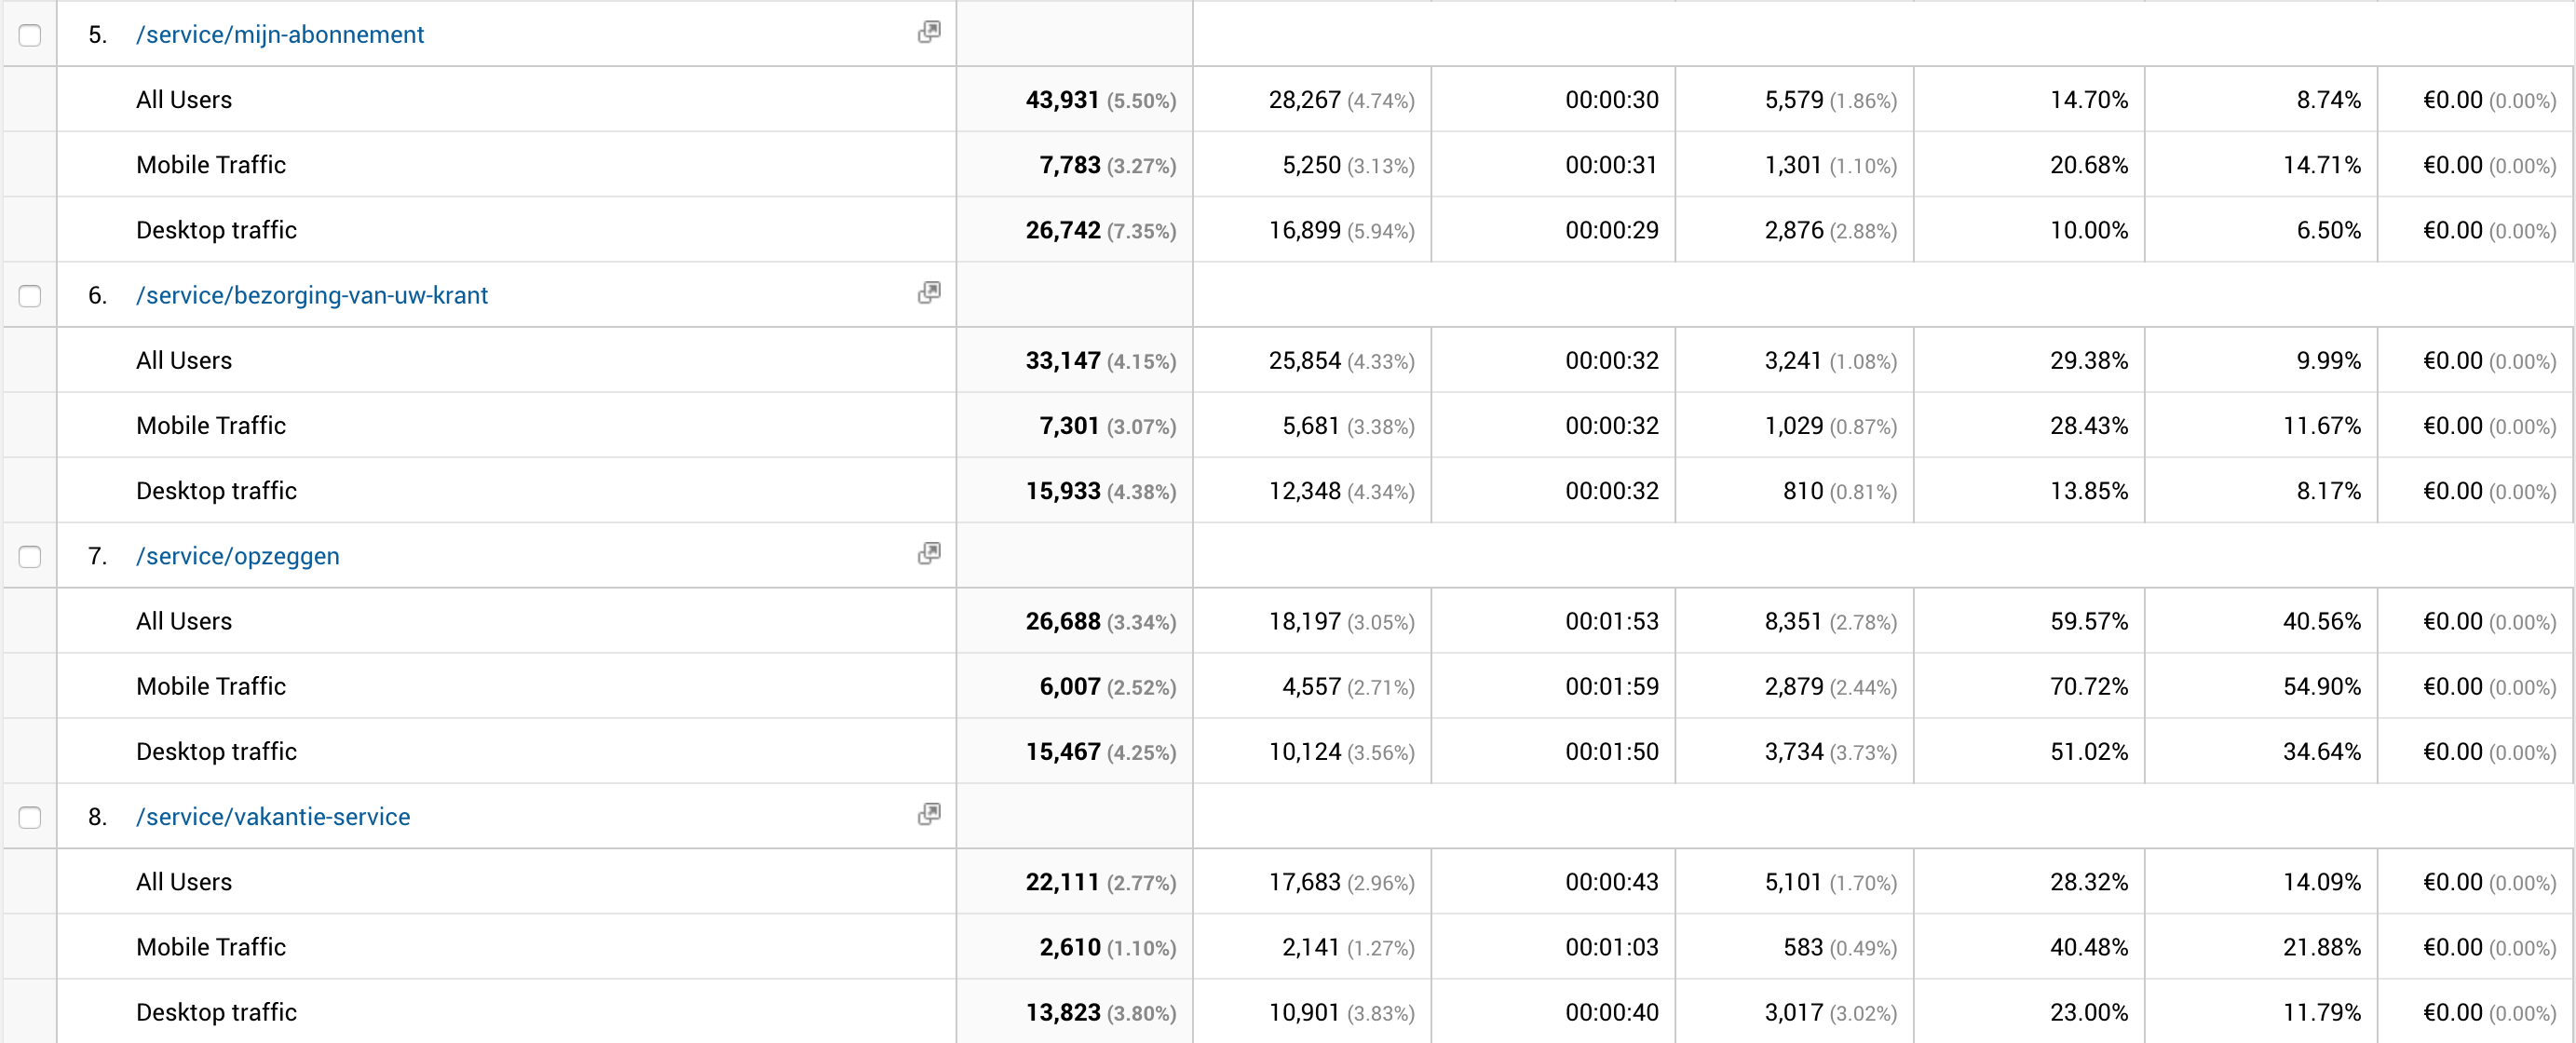 5. /service/mijn-abonnement
All Users 43,931 (5.50%) 28,267 (4.74%) 00:00:30 5,579 (1.86%) 14.70% 8.74% €0.00 (0.00%)
Mobile Traffic 7,783 (3.27%) 5,250 (3.13%) 00:00:31 1,301 (1.10%) 20.68% 14.71% €0.00 (0.00%)
Desktop traffic 26,742 (7.35%) 16,899 (5.94%) 00:00:29 2,876 (2.88%) 10.00% 6.50% €0.00 (0.00%)
6. /service/bezorging-van-uw-krant
All Users 33,147 (4.15%) 25,854 (4.33%) 00:00:32 3,241 (1.08%) 29.38% 9.99% €0.00 (0.00%)
Mobile Traffic 7,301 (3.07%) 5,681 (3.38%) 00:00:32 1,029 (0.87%) 28.43% 11.67% €0.00 (0.00%)
Desktop traffic 15,933 (4.38%) 12,348 (4.34%) 00:00:32 810 (0.81%) 13.85% 8.17% €0.00 (0.00%)
7. /service/opzeggen
All Users 26,688 (3.34%) 18,197 (3.05%) 00:01:53 8,351 (2.78%) 59.57% 40.56% €0.00 (0.00%)
Mobile Traffic 6,007 (2.52%) 4,557 (2.71%) 00:01:59 2,879 (2.44%) 70.72% 54.90% €0.00 (0.00%)
Desktop traffic 15,467 (4.25%) 10,124 (3.56%) 00:01:50 3,734 (3.73%) 51.02% 34.64% €0.00 (0.00%)
8. /service/vakantie-service
All Users 22,111 (2.77%) 17,683 (2.96%) 00:00:43 5,101 (1.70%) 28.32% 14.09% €0.00 (0.00%)
Mobile Traffic 2,610 (1.10%) 2,141 (1.27%) 00:01:03 583 (0.49%) 40.48% 21.88% €0.00 (0.00%)
Desktop traffic 13,823 (3.80%) 10,901 (3.83%) 00:00:40 3,017 (3.02%) 23.00% 11.79% €0.00 (0.00%)